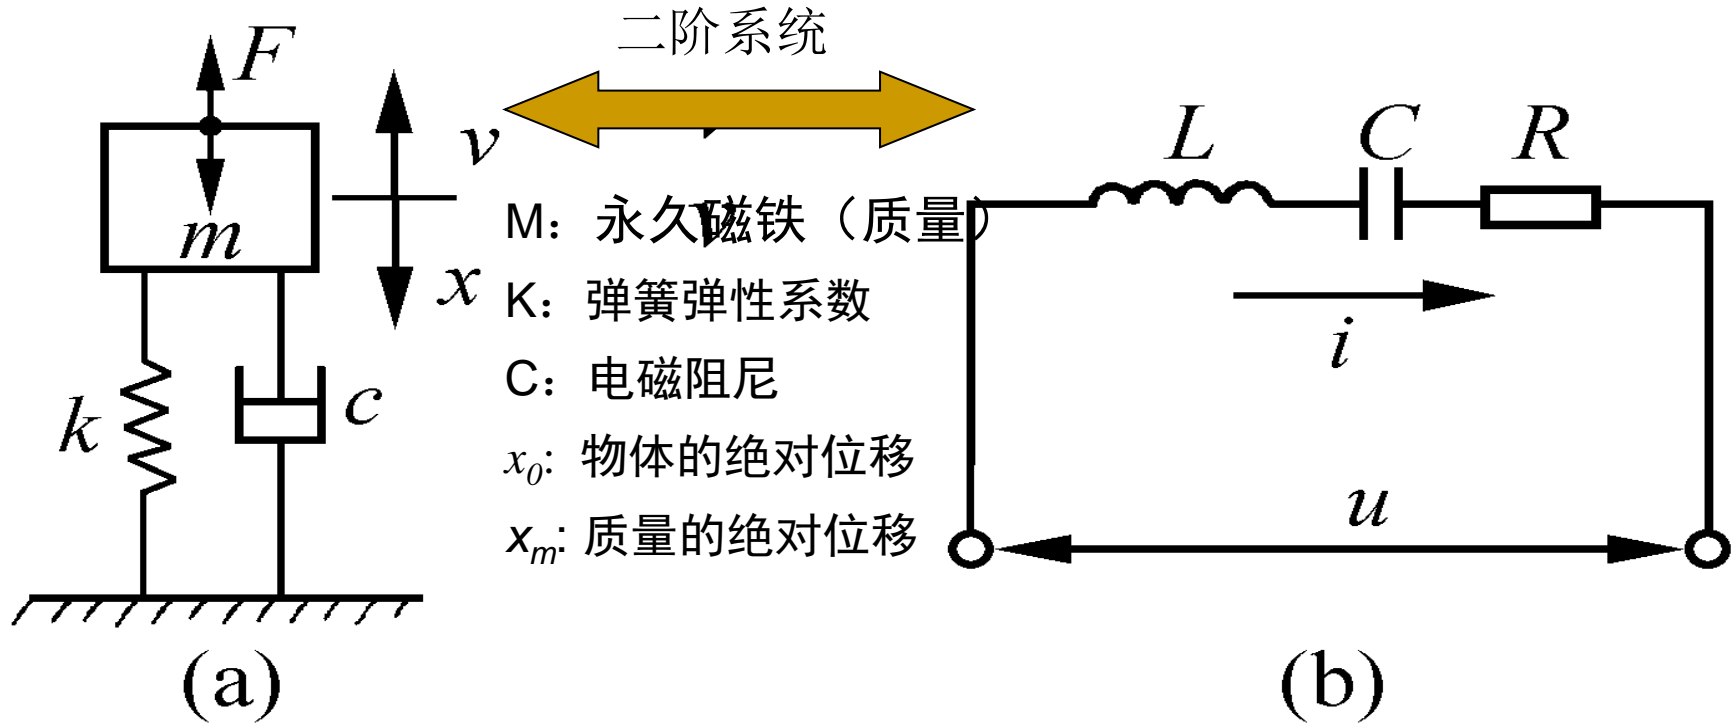 二阶系统
F
m
v
x
k
c
(a)
M：永久磁铁（质量）
v
K：弹簧弹性系数
C：电磁阻尼
x₀: 物体的绝对位移
xₘ: 质量的绝对位移
L
C
R
i
u
(b)